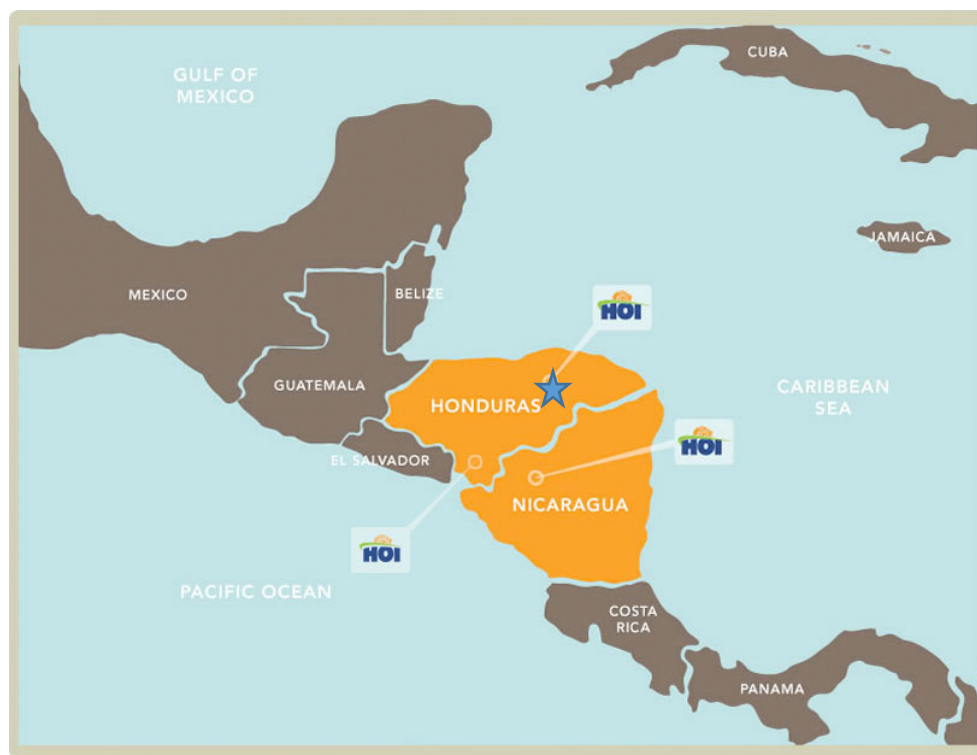 CUBA
GULF OF
MEXICO
JAMAICA
MEXICO
BELIZE
HOI
GUATEMALA
HONDURAS
CARIBBEAN
SEA
HOI
EL SALVADOR
NICARAGUA
HOI
PACIFIC OCEAN
COSTA
RICA
PANAMA